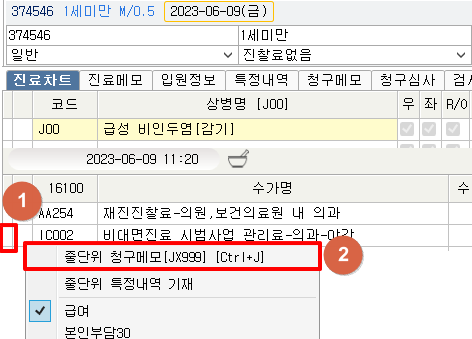 374546 1세미만 M/0.5 2023-06-09(금)
374546 1세미만
일반 진찰료없음
진료차트 진료메모 입원정보 특정내역 청구메모 청구심사 검사
코드 상병명 [J00] 우 좌 R/O
J00 급성 비인두염[감기]
2023-06-09 11:20
16100 수가명 수
1
AA254 재진진찰료-의원,보건의료원 내 의과
IC002 비대면진료 시범사업 관리료-의과-야간
줄단위 청구메모[JX999] [Ctrl+J]
2
줄단위 특정내역 기재
급여
본인부담30